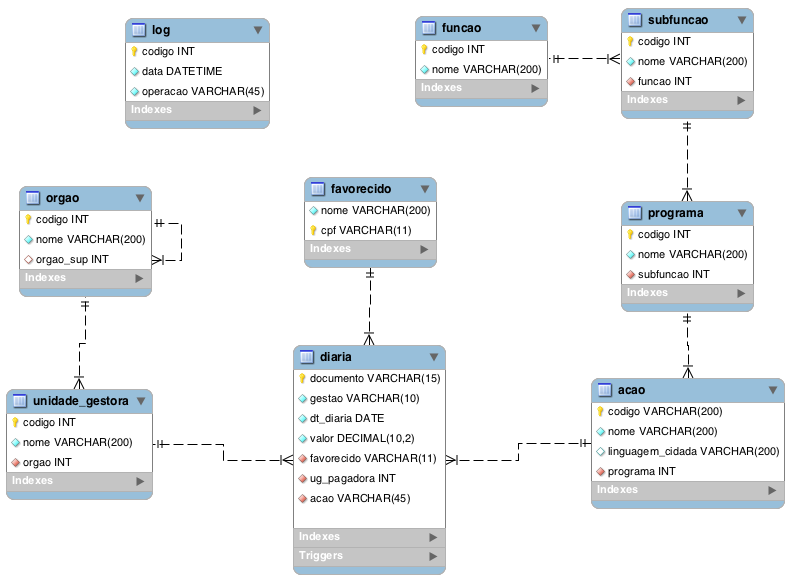 log
codigo INT
data DATETIME
operacao VARCHAR(45)
Indexes
funcao
codigo INT
nome VARCHAR(200)
Indexes
subfuncao
codigo INT
nome VARCHAR(200)
funcao INT
Indexes
orgao
codigo INT
nome VARCHAR(200)
orgao_sup INT
Indexes
favorecido
nome VARCHAR(200)
cpf VARCHAR(11)
Indexes
programa
codigo INT
nome VARCHAR(200)
subfuncao INT
Indexes
unidade_gestora
codigo INT
nome VARCHAR(200)
orgao INT
Indexes
diaria
documento VARCHAR(15)
gestao VARCHAR(10)
dt_diaria DATE
valor DECIMAL(10,2)
favorecido VARCHAR(11)
ug_pagadora INT
acao VARCHAR(45)
Indexes
Triggers
acao
codigo VARCHAR(200)
nome VARCHAR(200)
linguagem_cidada VARCHAR(200)
programa INT
Indexes